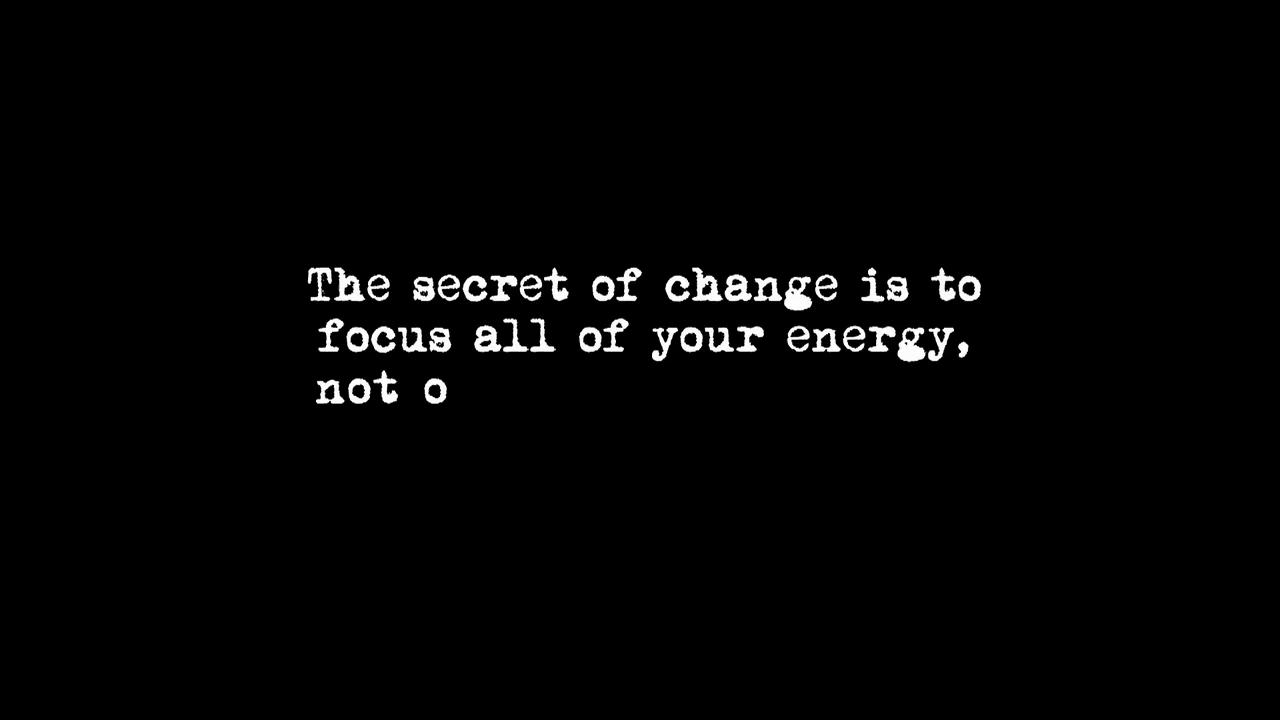 The secret of change is to
focus all of your energy,
not o